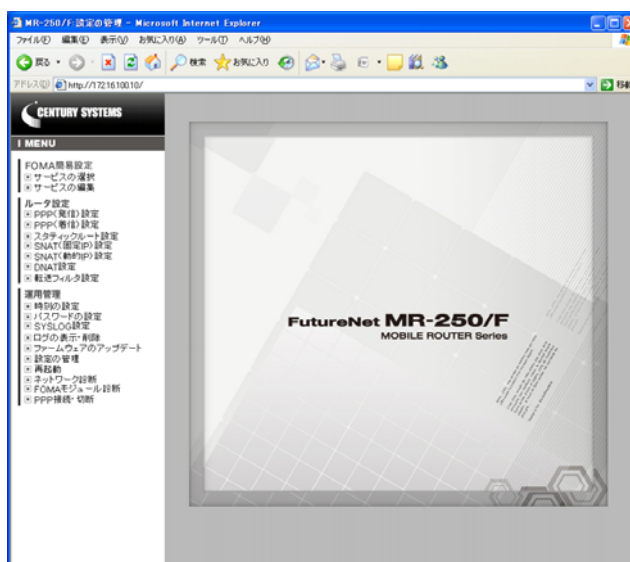 MR-250/F 設定の管理 - Microsoft Internet Explorer
ファイル(F) 編集(E) 表示(V) お気に入り(A) ツール(T) ヘルプ(H)
戻る 検索 お気に入り
アドレス(D) http://1721610010/ 移動
CENTURY SYSTEMS
MENU
FOMA簡易設定
サービスの選択
サービスの編集
ルータ設定
PPP(発信)設定
PPP(着信)設定
スタティックルート設定
SNAT(固定IP)設定
SNAT(動的IP)設定
DNAT設定
転送フィルタ設定
運用管理
時刻の設定
パスワードの設定
SYSLOG設定
ログの表示・削除
ファームウェアのアップデート
設定の管理
再起動
ネットワーク診断
FOMAモジュール診断
PPP接続・切断
FutureNet MR-250/F
MOBILE ROUTER Series